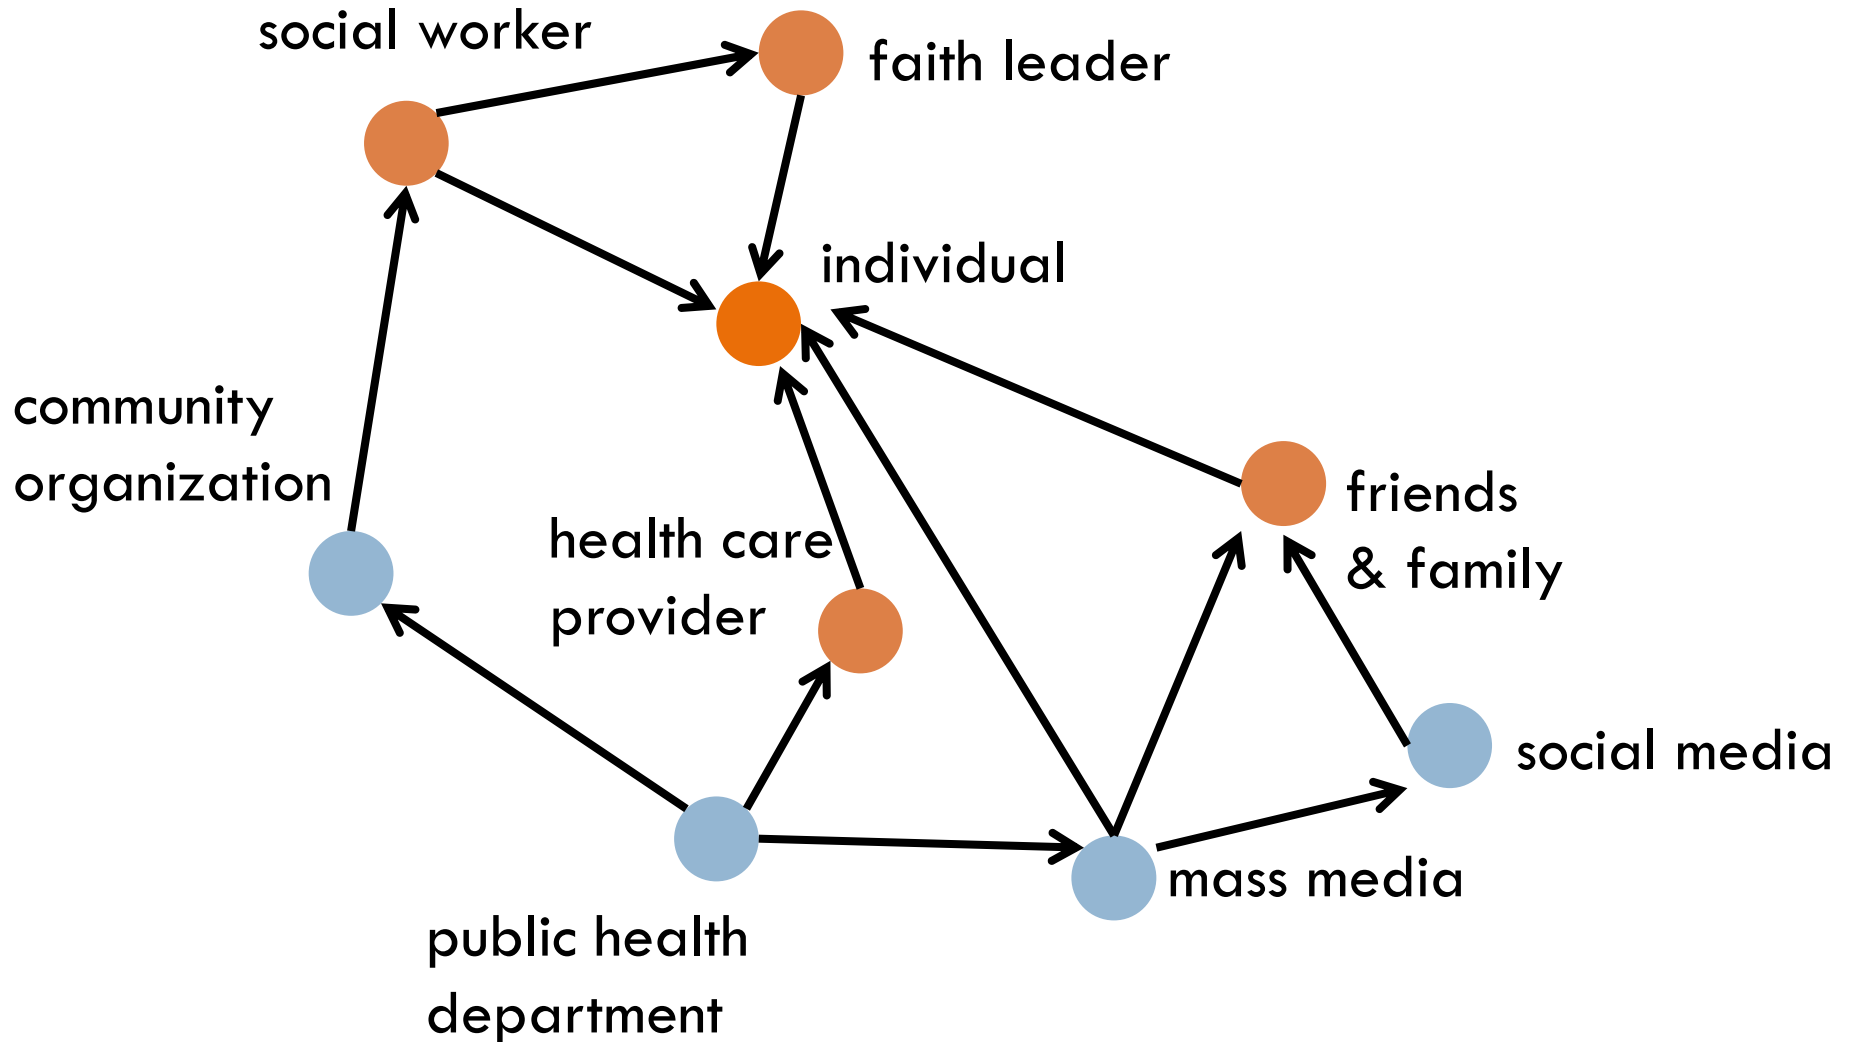 social worker
faith leader
individual
community
organization
health care
provider
friends
& family
social media
mass media
public health
department